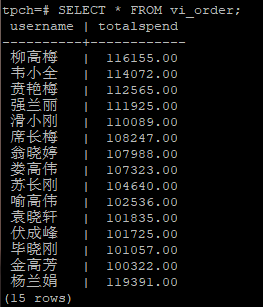 tpch=# SELECT * FROM vi_order;
username | totalspend
----------+------------
柳高梅 | 116155.00
韦小全 | 114072.00
贲艳梅 | 112565.00
强兰丽 | 111925.00
滑小刚 | 110089.00
席长梅 | 108247.00
翁晓婷 | 107988.00
娄高伟 | 107323.00
苏长刚 | 104640.00
喻高伟 | 102536.00
袁晓轩 | 101835.00
伏成峰 | 101725.00
毕晓刚 | 101057.00
金高芳 | 100322.00
杨兰娟 | 119391.00
(15 rows)